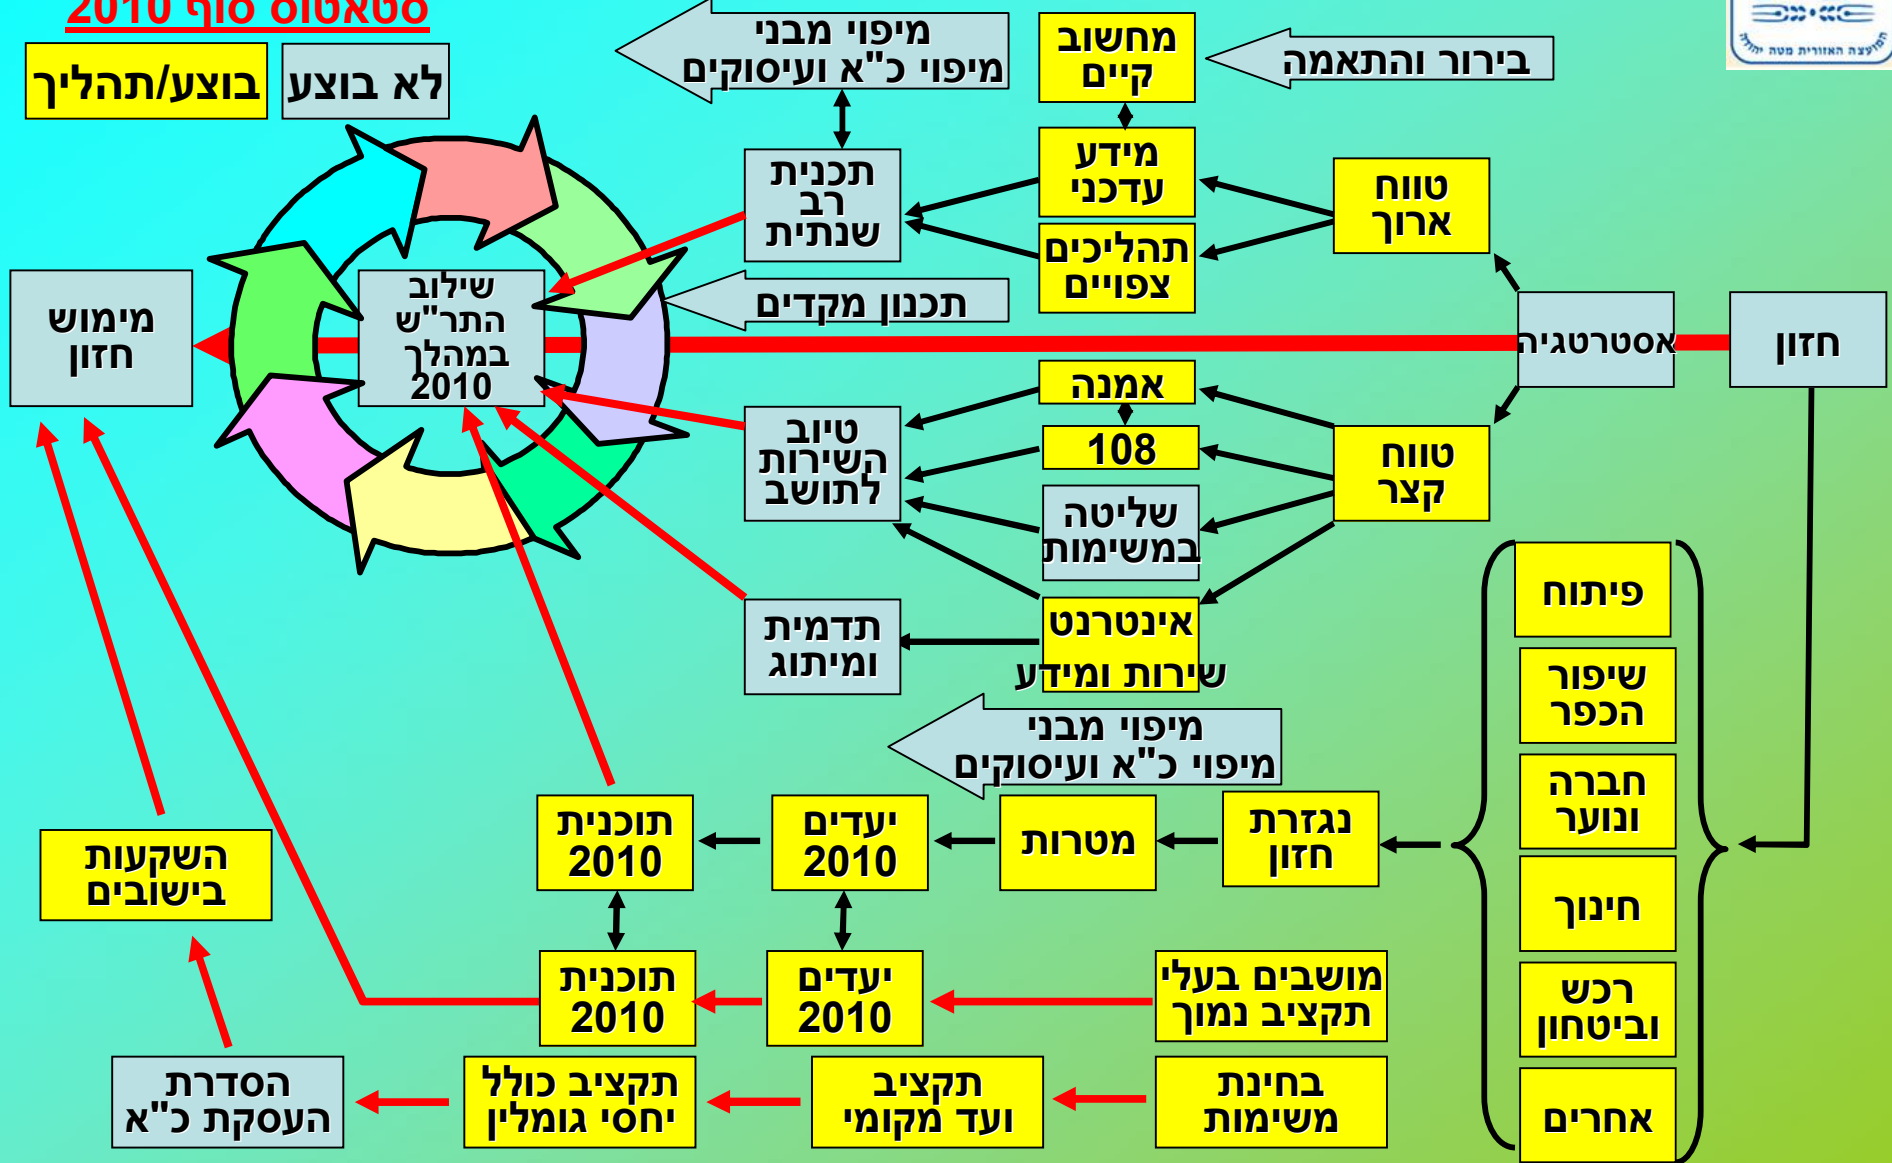 סטאטוס סוף 2010
המועצה האזורית מטה יהודה
בוצע/תהליך
לא בוצע
מיפוי מבני
מיפוי כ"א ועיסוקים
מחשוב
קיים
בירור והתאמה
תכנית
רב
שנתית
מידע
עדכני
תהליכים
צפויים
טווח
ארוך
תכנון מקדים
שילוב
התר"ש
במהלך
2010
מימוש
חזון
אסטרטגיה
חזון
אמנה
108
שליטה
במשימות
אינטרנט
שירות ומידע
טווח
קצר
טיוב
השירות
לתושב
תדמית
ומיתוג
מיפוי מבני
מיפוי כ"א ועיסוקים
פיתוח
שיפור
הכפר
חברה
ונוער
חינוך
רכש
וביטחון
אחרים
נגזרת
חזון
מטרות
יעדים
2010
תוכנית
2010
השקעות
בישובים
מושבים בעלי
תקציב נמוך
יעדים
2010
תוכנית
2010
בחינת
משימות
תקציב
ועד מקומי
תקציב כולל
יחסי גומלין
הסדרת
העסקת כ"א